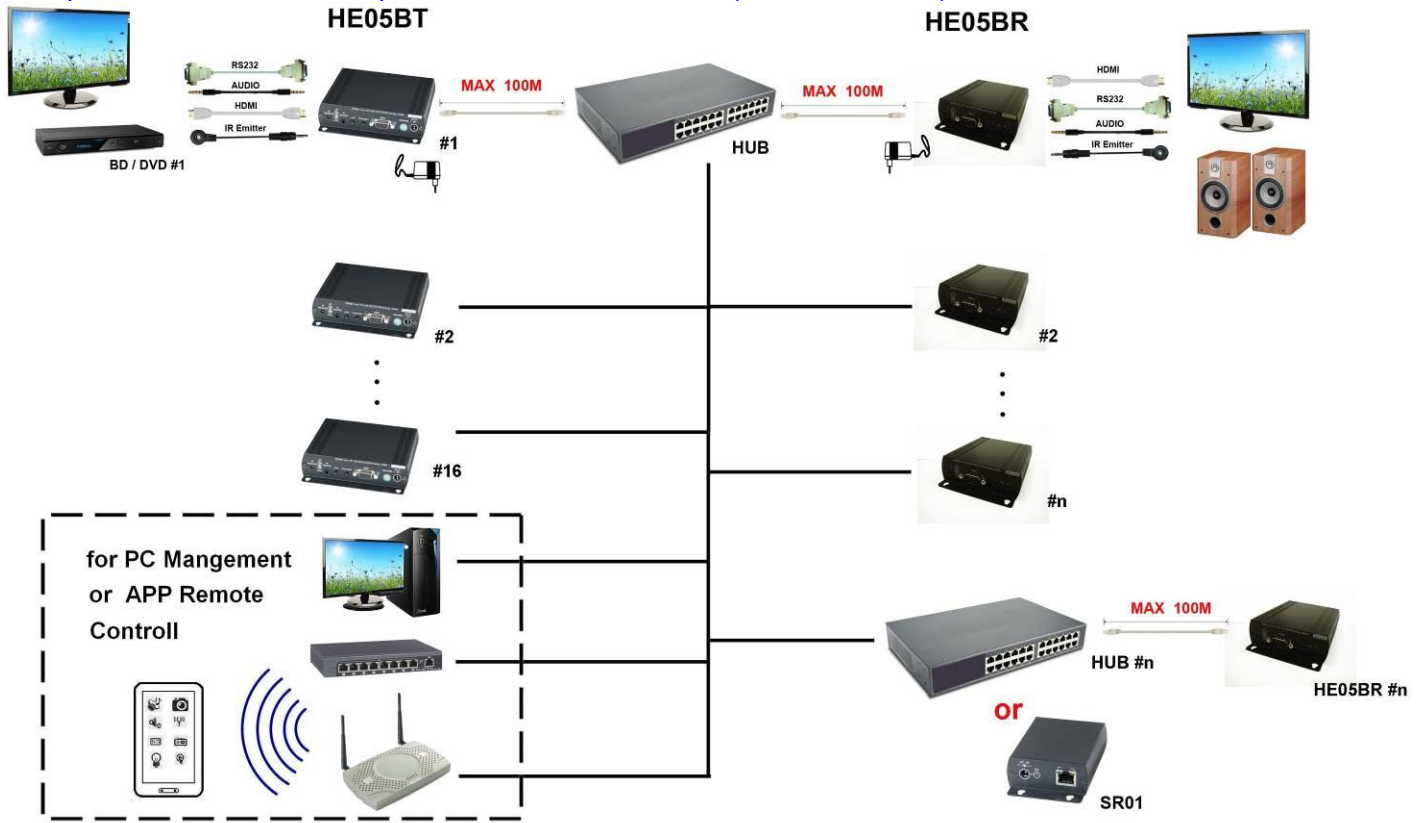 HE05BT
HE05BR
RS232
AUDIO
HDMI
IR Emitter
BD / DVD #1
#1
MAX 100M
HUB
MAX 100M
HDMI
RS232
AUDIO
IR Emitter
#2
#2
#16
#n
for PC Mangement
or APP Remote
Controll
HUB #n
MAX 100M
HE05BR #n
or
SR01